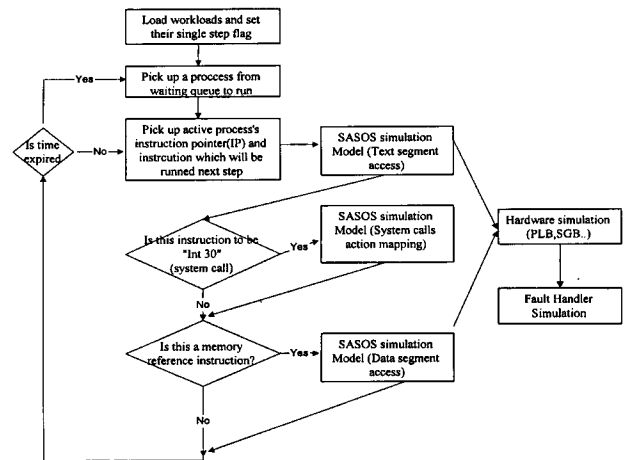 Load workloads and set
their single step flag
Yes
Pick up a proccess from
waiting queue to run
Is time
expired
No
Pick up active process's
instruction pointer(IP) and
instrcution which will be
runned next step
SASOS simulation
Model (Text segment
access)
Is this instruction to be
"Int 30"
(system call)
Yes
SASOS simulation
Model (System calls
action mapping)
Hardware simulation
(PLB,SGB..)
Fault Handler
Simulation
No
Is this a memory
reference instruction?
Yes
SASOS simulation
Model (Data segment
access)
No